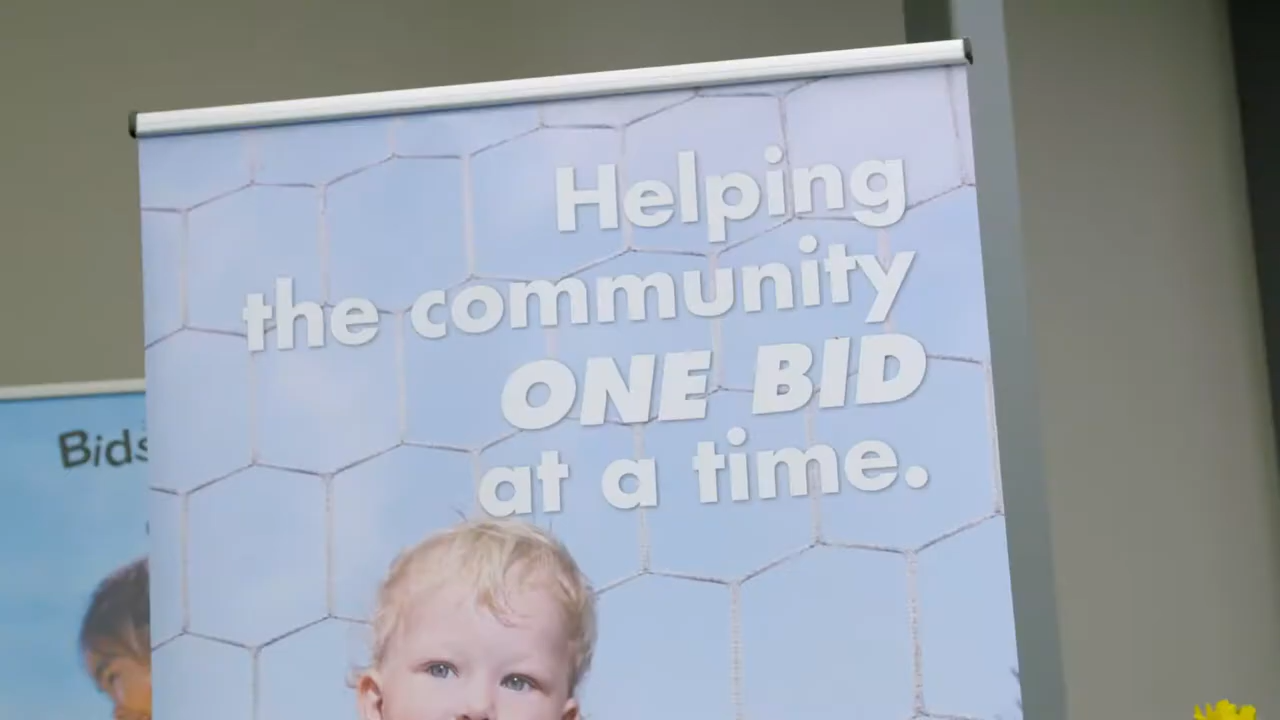 Helping
the community
ONE BID
at a time.
Bids